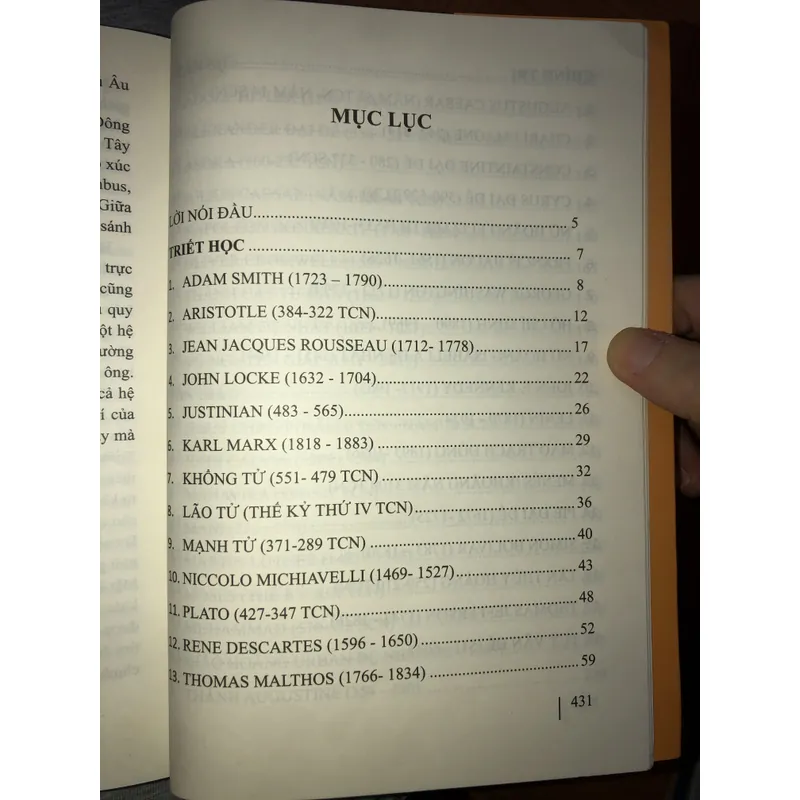 Âu
Đông
Tây
xúc
nbus,
Giữa
sánh
trực
cũng
quy
ột hệ
ường
ông.
cả hệ
í của
y mà
MỤC LỤC
LỜI NÓI ĐẦU 5
TRIẾT HỌC 7
1. ADAM SMITH (1723 – 1790) 8
2. ARISTOTLE (384-322 TCN) 12
3. JEAN JACQUES ROUSSEAU (1712- 1778) 17
4. JOHN LOCKE (1632 - 1704) 22
5. JUSTINIAN (483 - 565) 26
6. KARL MARX (1818 - 1883) 29
7. KHỔNG TỬ (551- 479 TCN) 32
8. LÃO TỬ (THẾ KỶ THỨ IV TCN) 36
9. MẠNH TỬ (371-289 TCN) 40
10. NICCOLO MICHIAVELLI (1469- 1527) 43
11. PLATO (427-347 TCN) 48
12. RENE DESCARTES (1596 - 1650) 52
13. THOMAS MALTHOS (1766- 1834) 59
431